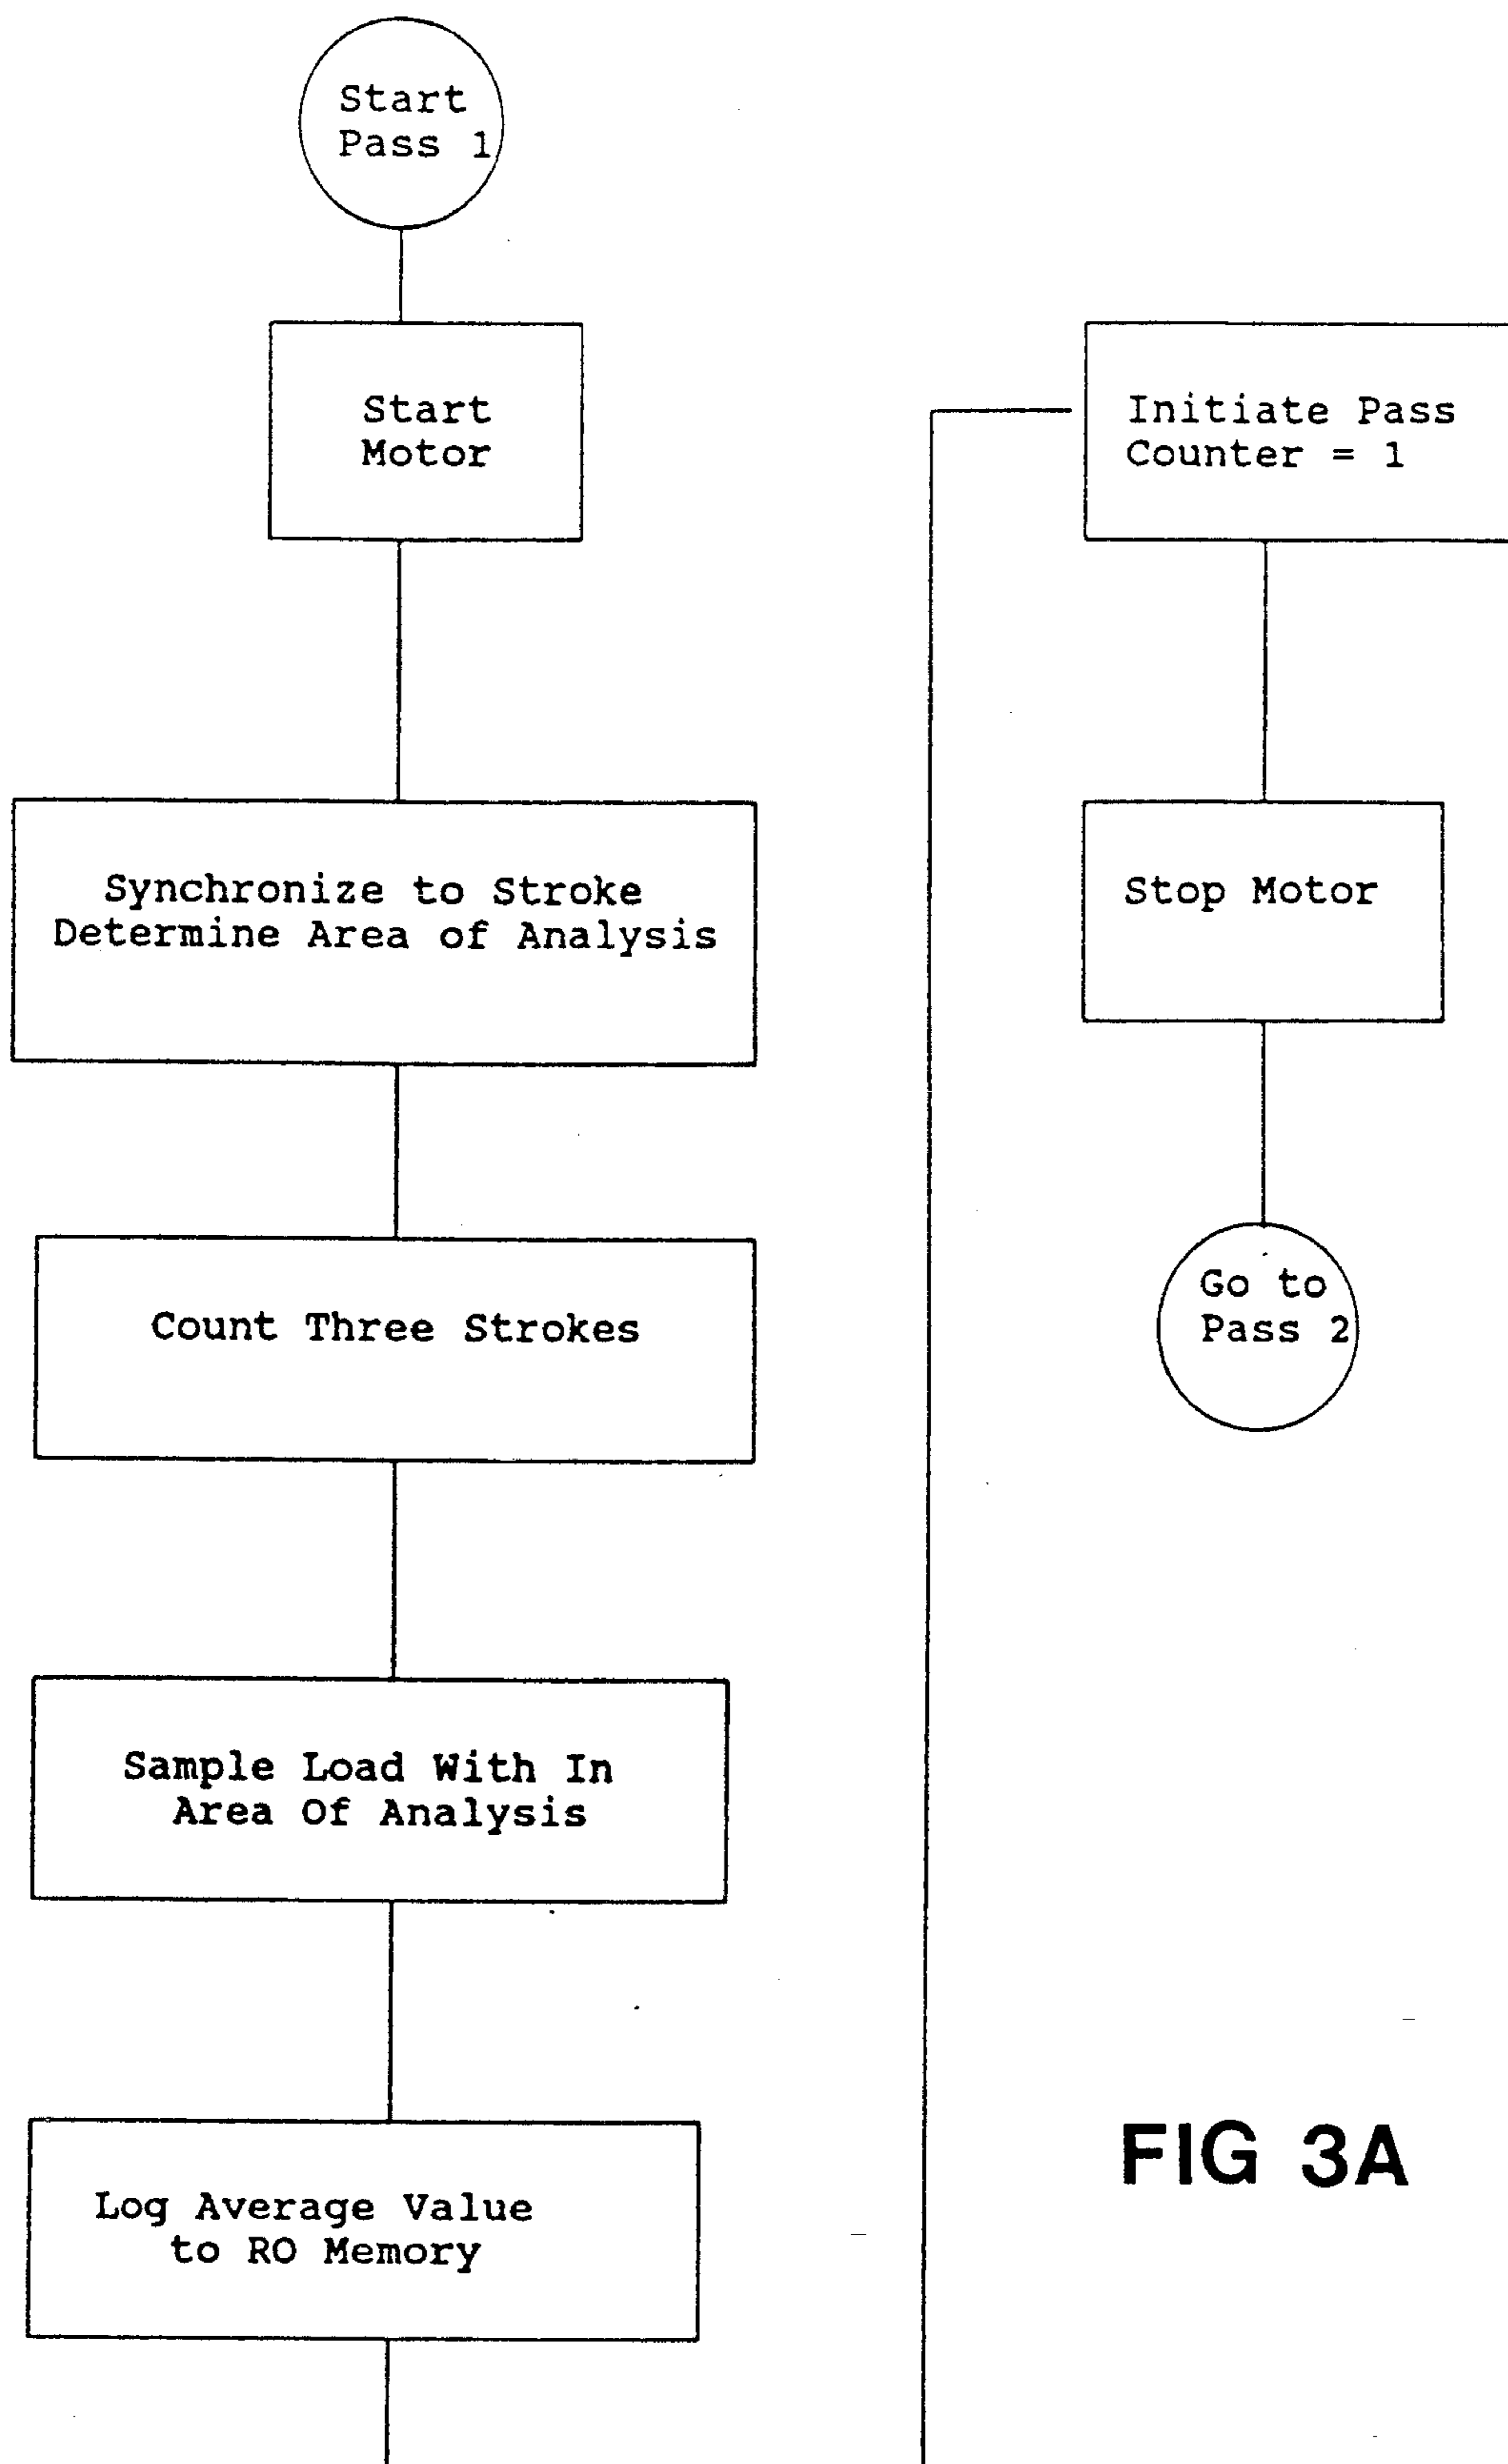 Start
Pass 1
Start
Motor
Synchronize to Stroke
Determine Area of Analysis
Count Three Strokes
Sample Load With In
Area Of Analysis
Log Average Value
to RO Memory
Initiate Pass
Counter = 1
Stop Motor
Go to
Pass 2
FIG 3A